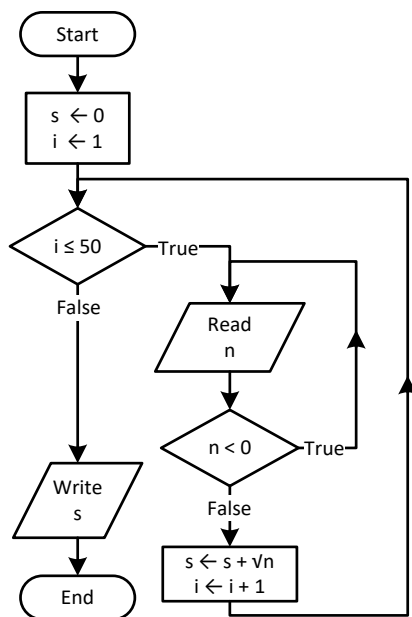 Start
s ← 0
i ← 1
i ≤ 50
True
False
Read
n
n < 0
True
False
s ← s + √n
i ← i + 1
Write
s
End